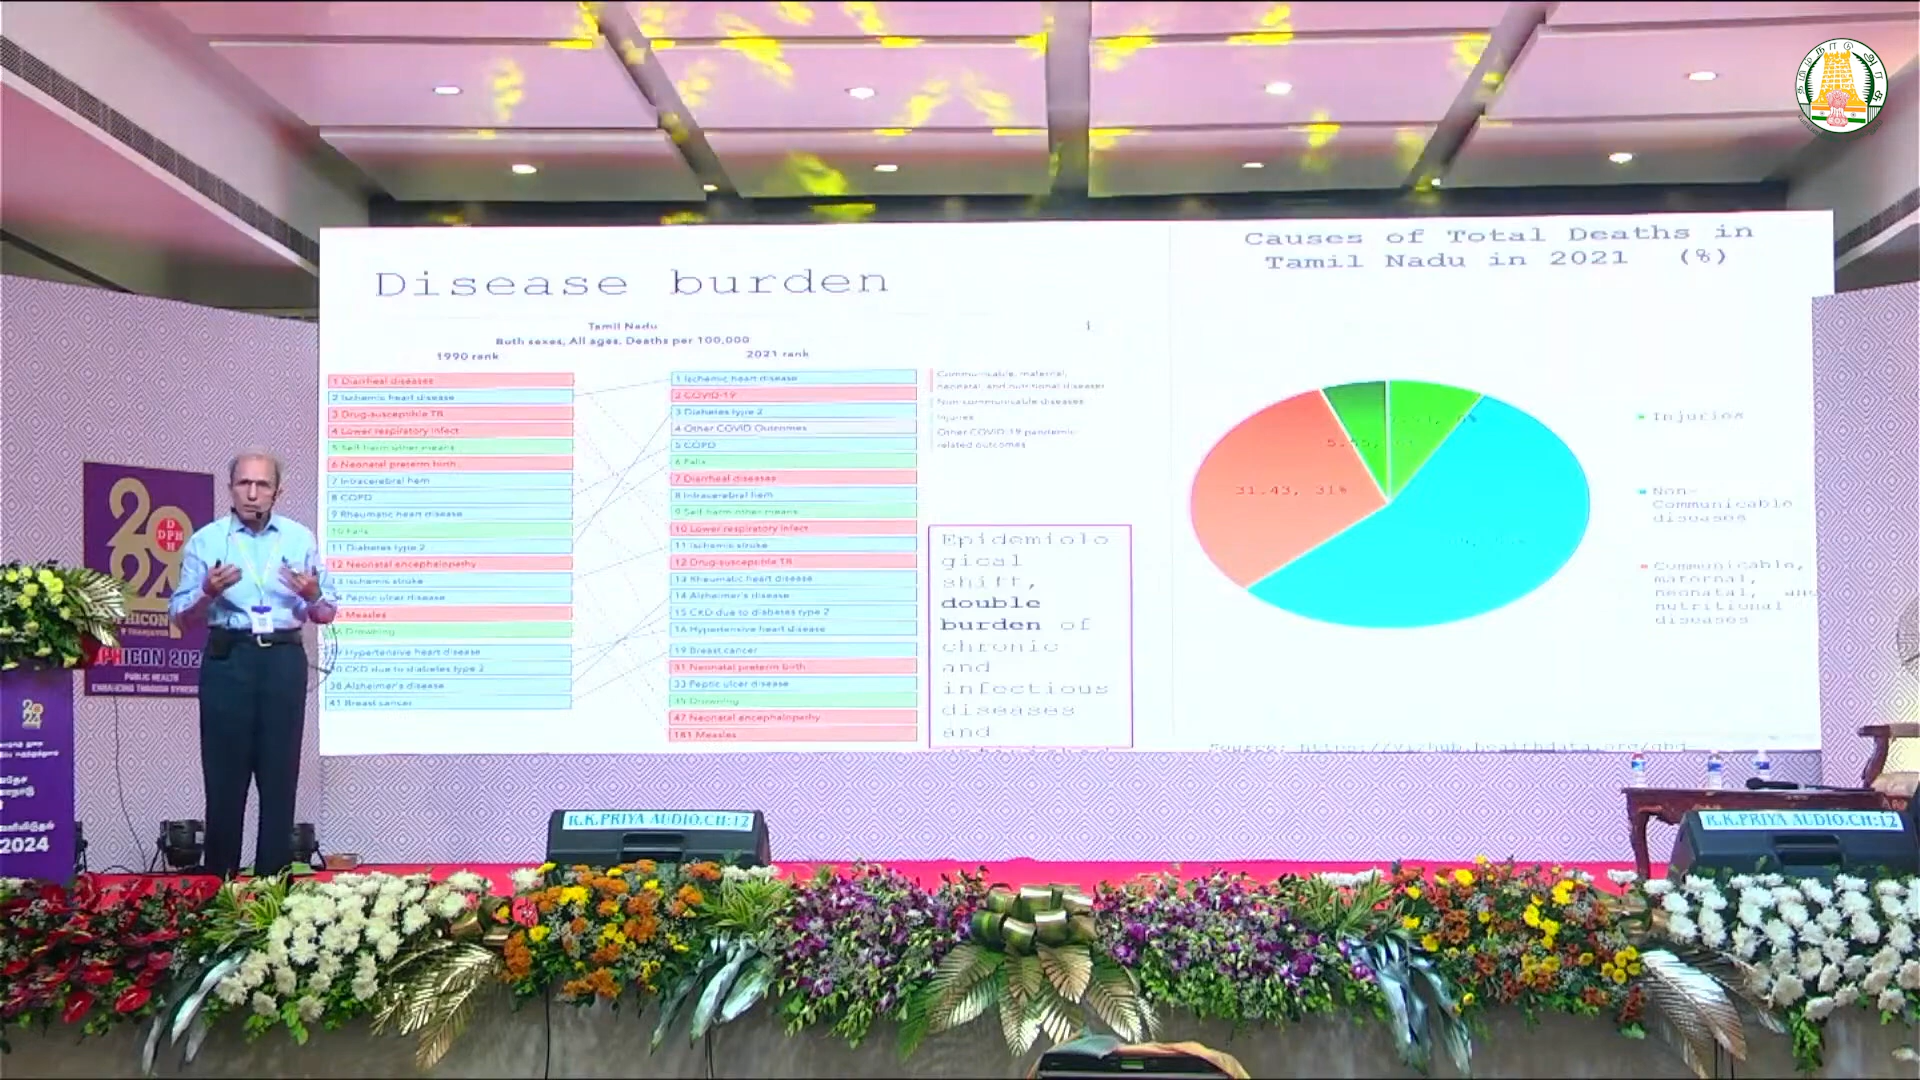 Disease burden
Tamil Nadu
Both sexes, All ages, Deaths per 100,000
1990 rank
1 Diarrheal diseases
2 Ischemic heart disease
3 Drug-susceptible TB
4 Lower respiratory infect
5 Self-harm other means
6 Neonatal preterm birth
7 Intracerebral hem
8 COPD
9 Rheumatic heart disease
10 Falls
11 Diabetes type 2
12 Neonatal encephalopathy
13 Ischemic stroke
Peptic ulcer disease
Measles
Drowning
Hypertensive heart disease
CKD due to diabetes type 2
38 Alzheimer's disease
41 Breast cancer
2021 rank
1 Ischemic heart disease
2 COVID-19
3 Diabetes type 2
4 Other COVID Outcomes
5 COPD
6 Falls
7 Diarrheal diseases
8 Intracerebral hem
9 Self-harm other means
10 Lower respiratory infect
11 Ischemic stroke
12 Drug-susceptible TB
13 Rheumatic heart disease
14 Alzheimer's disease
15 CKD due to diabetes type 2
16 Hypertensive heart disease
19 Breast cancer
31 Neonatal preterm birth
33 Peptic ulcer disease
Drowning
47 Neonatal encephalopathy
181 Measles
Communicable, maternal,
neonatal, and nutritional diseases
Non-communicable diseases
Injuries
Other COVID-19 pandemic
related outcomes
Epidemiolo
gical
shift,
double
burden of
chronic
and
infectious
diseases
and
Causes of Total Deaths in
Tamil Nadu in 2021 (%)
31.43, 31%
Injuries
Non-
Communicable
diseases
Communicable,
maternal,
neonatal, and
nutritional
diseases
Source: https://vizhub.healthdata.org/gbd
DPH
PUBLIC HEALTH
2024
R.K.PRIYA AUDIO.CH:12
R.K.PRIYA AUDIO.CH:12